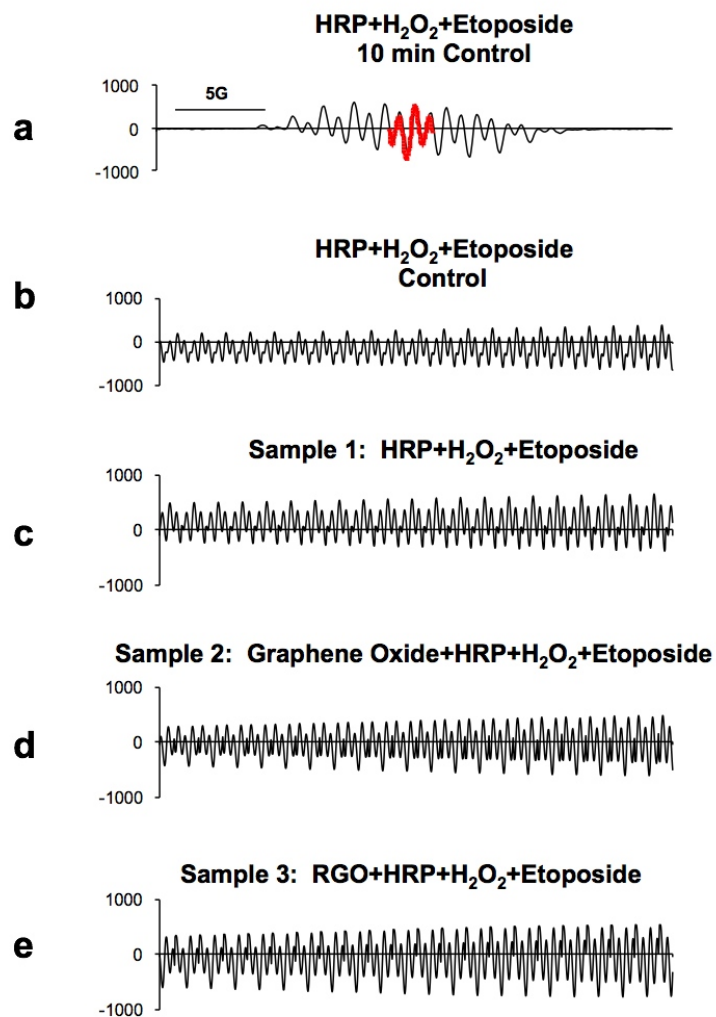 HRP+H₂O₂+Etoposide
10 min Control
a
1000
0
-1000
5G
HRP+H₂O₂+Etoposide
Control
b
1000
0
-1000
Sample 1: HRP+H₂O₂+Etoposide
c
1000
0
-1000
Sample 2: Graphene Oxide+HRP+H₂O₂+Etoposide
d
1000
0
-1000
Sample 3: RGO+HRP+H₂O₂+Etoposide
e
1000
0
-1000